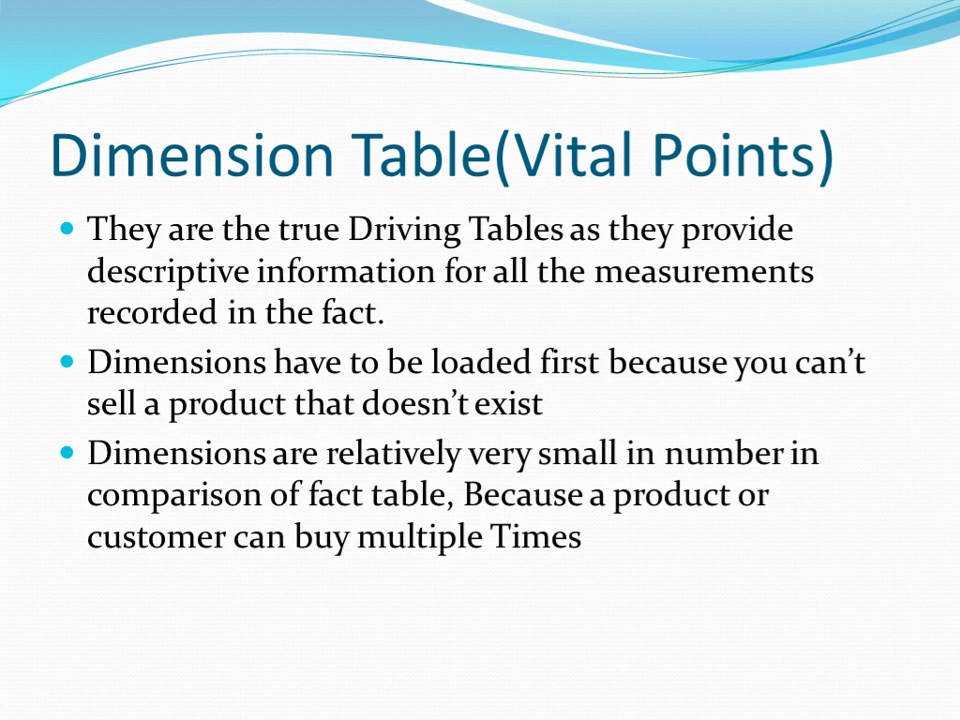 Dimension Table(Vital Points)
They are the true Driving Tables as they provide
descriptive information for all the measurements
recorded in the fact.
Dimensions have to be loaded first because you can’t
sell a product that doesn’t exist
Dimensions are relatively very small in number in
comparison of fact table, Because a product or
customer can buy multiple Times